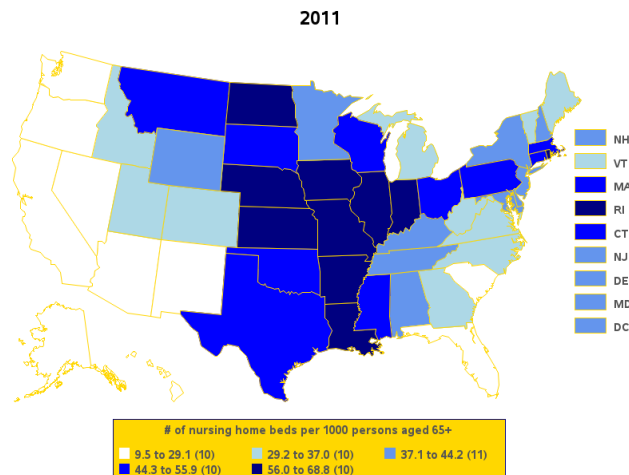 2011
NH
VT
MA
RI
CT
NJ
DE
MD
DC
# of nursing home beds per 1000 persons aged 65+
9.5 to 29.1 (10) 29.2 to 37.0 (10) 37.1 to 44.2 (11)
44.3 to 55.9 (10) 56.0 to 68.8 (10)